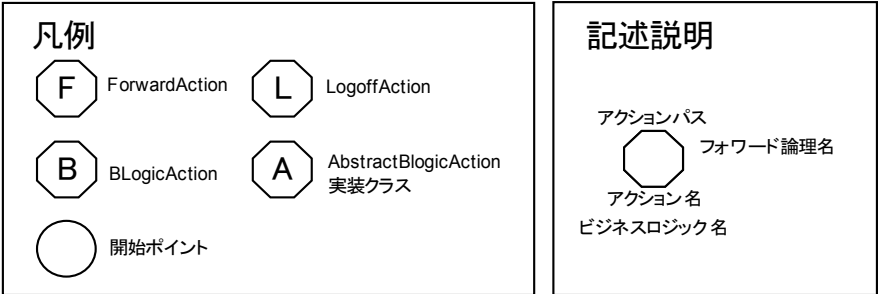 凡例
F ForwardAction
L LogoffAction
B BLogicAction
A AbstractBlogicAction
実装クラス
開始ポイント
記述説明
アクションパス
フォワード論理名
アクション名
ビジネスロジック名